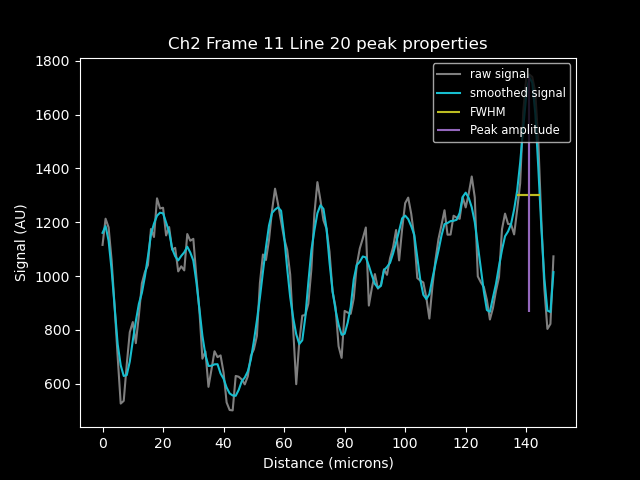 Ch2 Frame 11 Line 20 peak properties
raw signal
smoothed signal
FWHM
Peak amplitude
Signal (AU)
1800
1600
1400
1200
1000
800
600
0 20 40 60 80 100 120 140
Distance (microns)